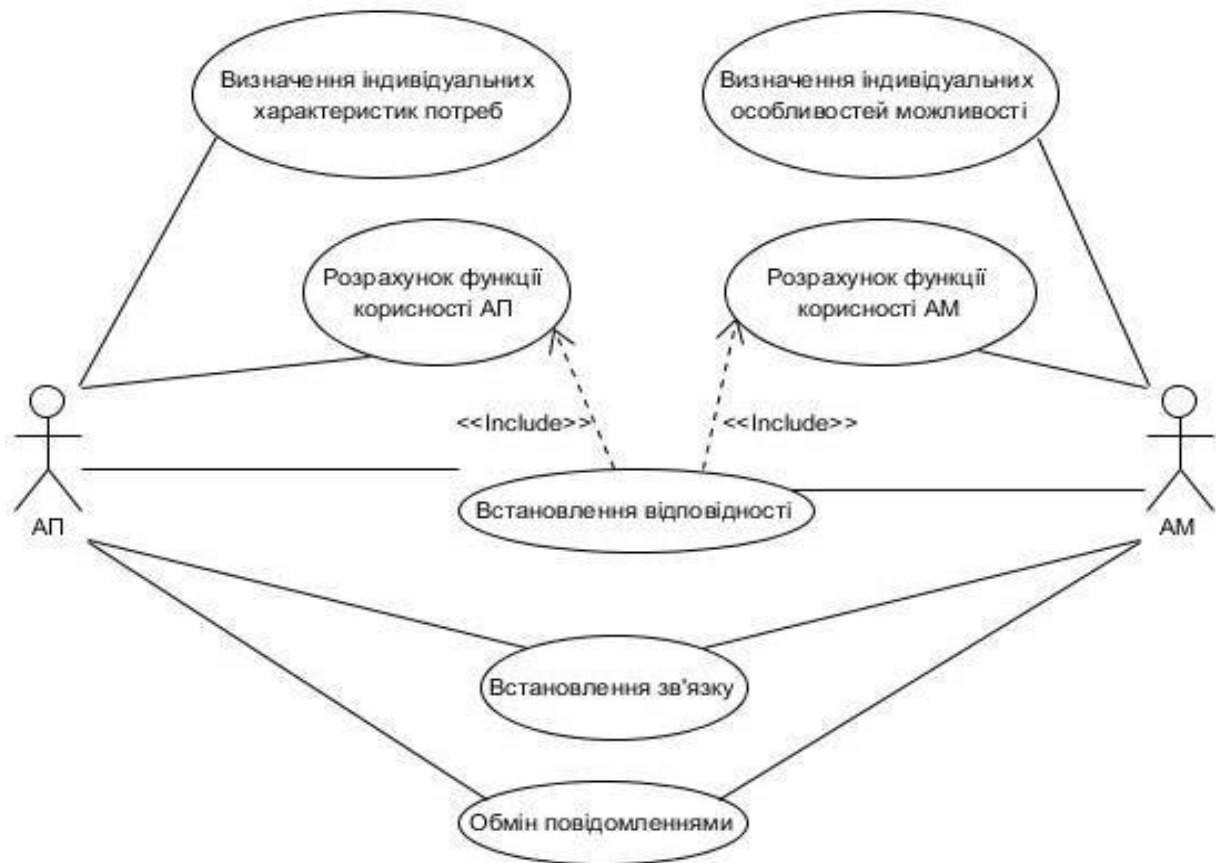 Визначення індивідуальних
характеристик потреб
Визначення індивідуальних
особливостей можливості
Розрахунок функції
корисності АП
Розрахунок функції
корисності АМ
<<Include>>
<<Include>>
Встановлення відповідності
АП
АМ
Встановлення зв'язку
Обмін повідомленнями